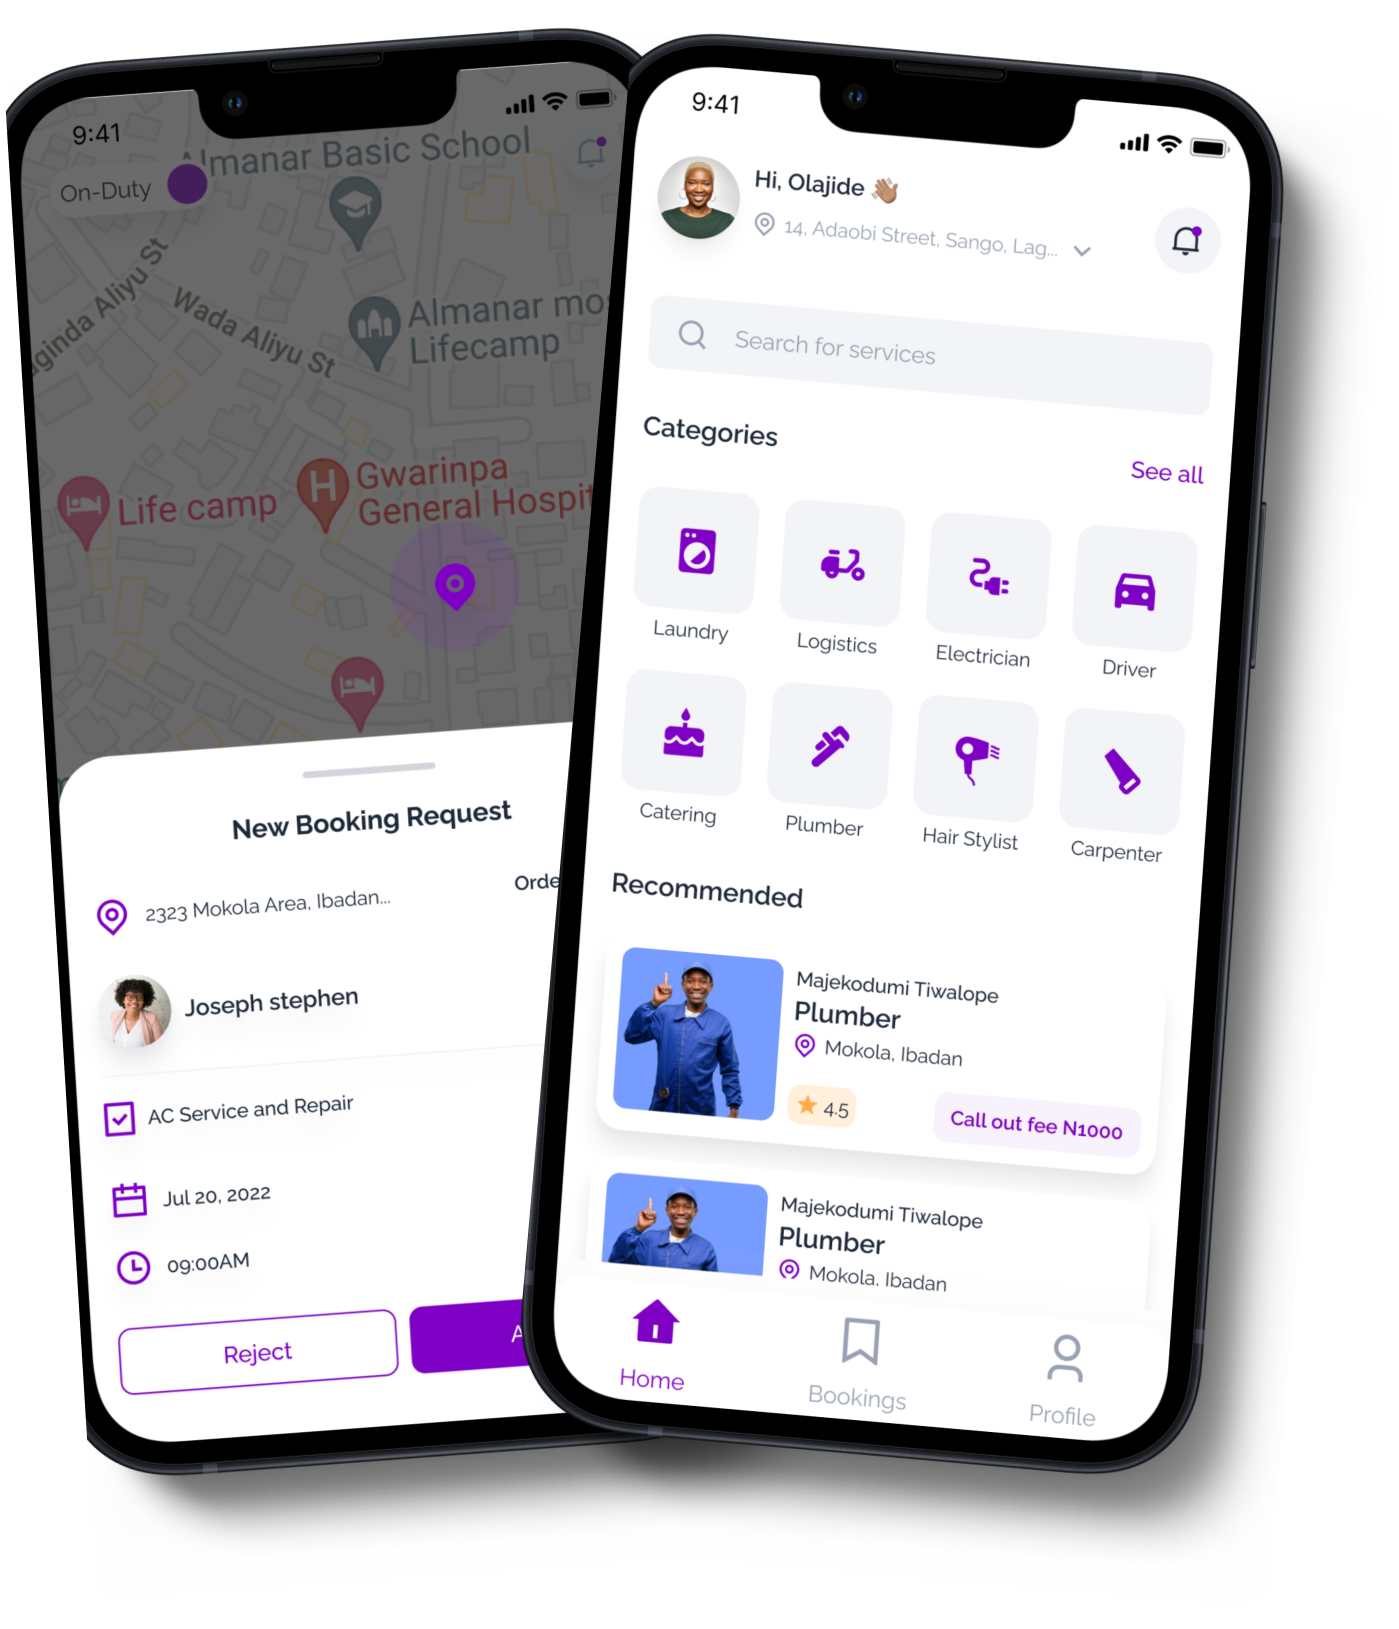 9:41
On-Duty
Almanar Basic School
aginda Aliyu St
Wada Aliyu St
Almanar mos
Lifecamp
Life camp
H
Gwarinpa
General Hospit
New Booking Request
2323 Mokola Area, Ibadan...
Orde
Joseph stephen
AC Service and Repair
Jul 20, 2022
09:00AM
Reject
A
9:41
Hi, Olajide 👋🏽
14, Adaobi Street, Sango, Lag...
Search for services
Categories
See all
Laundry
Logistics
Electrician
Driver
Catering
Plumber
Hair Stylist
Carpenter
Recommended
Majekodumi Tiwalope
Plumber
Mokola, Ibadan
4.5
Call out fee N1000
Majekodumi Tiwalope
Plumber
Mokola, Ibadan
Home
Bookings
Profile